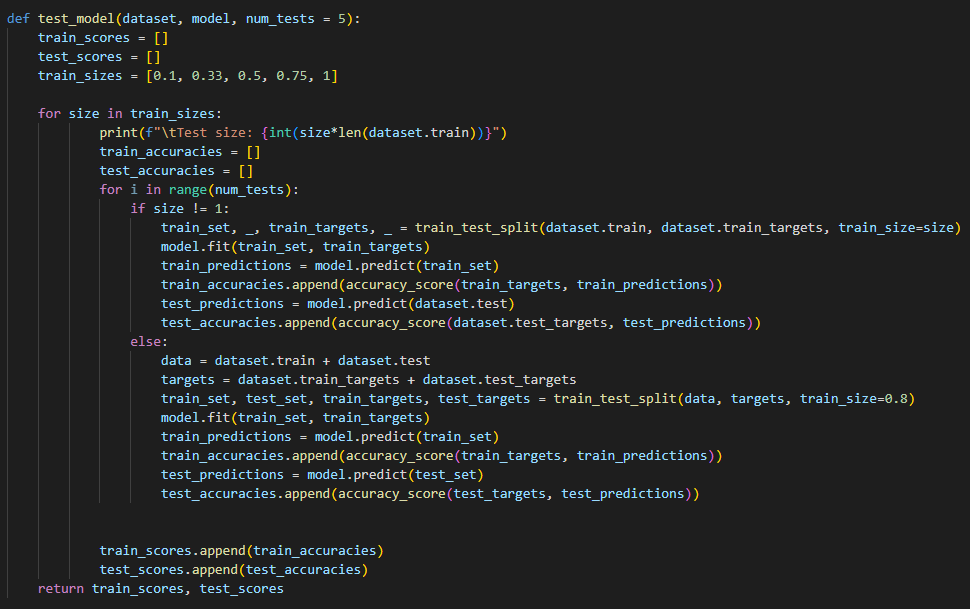 def test_model(dataset, model, num_tests = 5):
    train_scores = []
    test_scores = []
    train_sizes = [0.1, 0.33, 0.5, 0.75, 1]

    for size in train_sizes:
            print(f"\tTest size: {int(size*len(dataset.train))}")
            train_accuracies = []
            test_accuracies = []
            for i in range(num_tests):
                if size != 1:
                    train_set, _, train_targets, _ = train_test_split(dataset.train, dataset.train_targets, train_size=size)
                    model.fit(train_set, train_targets)
                    train_predictions = model.predict(train_set)
                    train_accuracies.append(accuracy_score(train_targets, train_predictions))
                    test_predictions = model.predict(dataset.test)
                    test_accuracies.append(accuracy_score(dataset.test_targets, test_predictions))
                else:
                    data = dataset.train + dataset.test
                    targets = dataset.train_targets + dataset.test_targets
                    train_set, test_set, train_targets, test_targets = train_test_split(data, targets, train_size=0.8)
                    model.fit(train_set, train_targets)
                    train_predictions = model.predict(train_set)
                    train_accuracies.append(accuracy_score(train_targets, train_predictions))
                    test_predictions = model.predict(test_set)
                    test_accuracies.append(accuracy_score(test_targets, test_predictions))


            train_scores.append(train_accuracies)
            test_scores.append(test_accuracies)
    return train_scores, test_scores